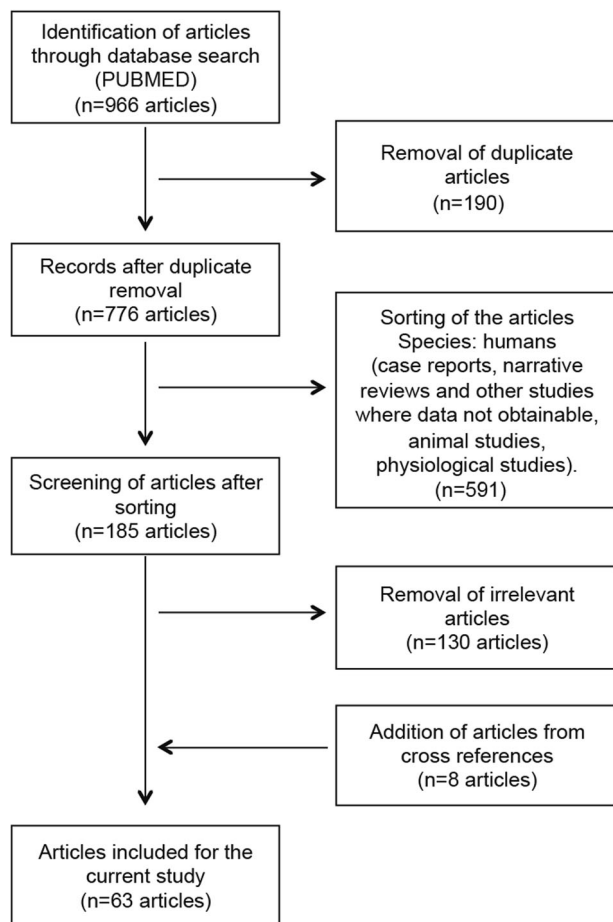 Identification of articles
through database search
(PUBMED)
(n=966 articles)
Removal of duplicate
articles
(n=190)
Records after duplicate
removal
(n=776 articles)
Sorting of the articles
Species: humans
(case reports, narrative
reviews and other studies
where data not obtainable,
animal studies,
physiological studies).
(n=591)
Screening of articles after
sorting
(n=185 articles)
Removal of irrelevant
articles
(n=130 articles)
Addition of articles from
cross references
(n=8 articles)
Articles included for the
current study
(n=63 articles)